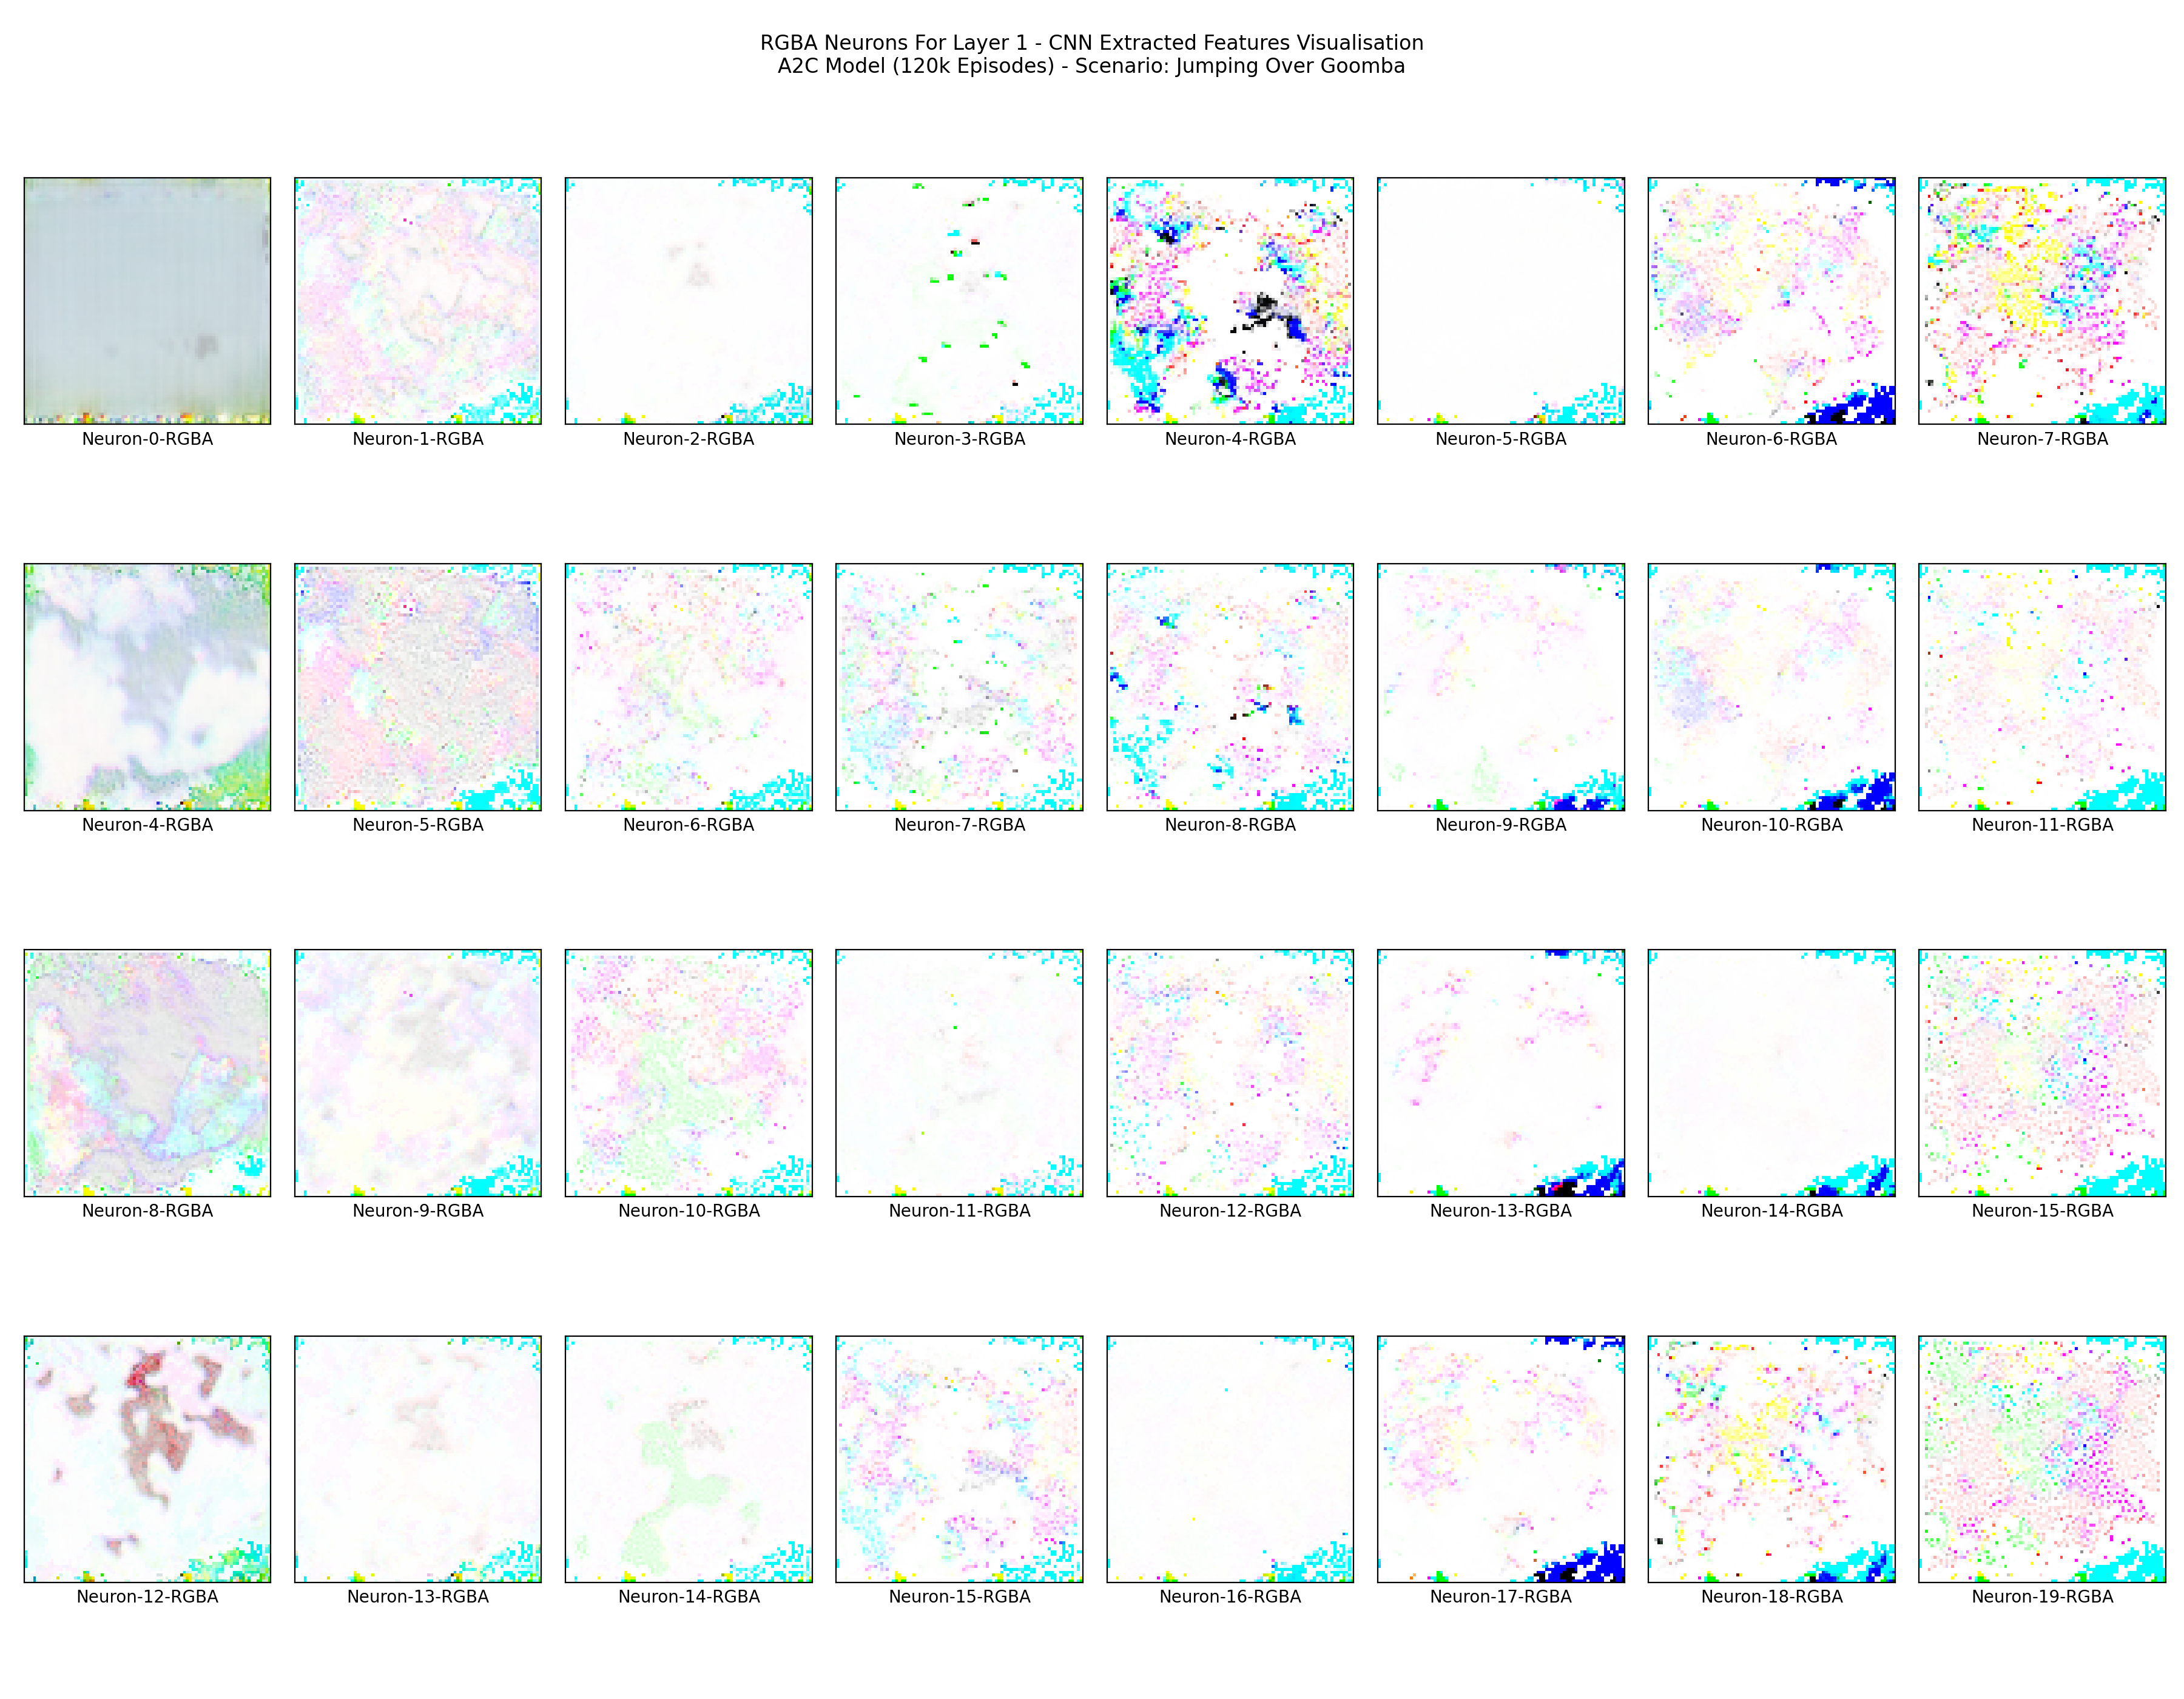 RGBA Neurons For Layer 1 - CNN Extracted Features Visualisation
A2C Model (120k Episodes) - Scenario: Jumping Over Goomba
Neuron-0-RGBA
Neuron-1-RGBA
Neuron-2-RGBA
Neuron-3-RGBA
Neuron-4-RGBA
Neuron-5-RGBA
Neuron-6-RGBA
Neuron-7-RGBA
Neuron-4-RGBA
Neuron-5-RGBA
Neuron-6-RGBA
Neuron-7-RGBA
Neuron-8-RGBA
Neuron-9-RGBA
Neuron-10-RGBA
Neuron-11-RGBA
Neuron-8-RGBA
Neuron-9-RGBA
Neuron-10-RGBA
Neuron-11-RGBA
Neuron-12-RGBA
Neuron-13-RGBA
Neuron-14-RGBA
Neuron-15-RGBA
Neuron-12-RGBA
Neuron-13-RGBA
Neuron-14-RGBA
Neuron-15-RGBA
Neuron-16-RGBA
Neuron-17-RGBA
Neuron-18-RGBA
Neuron-19-RGBA